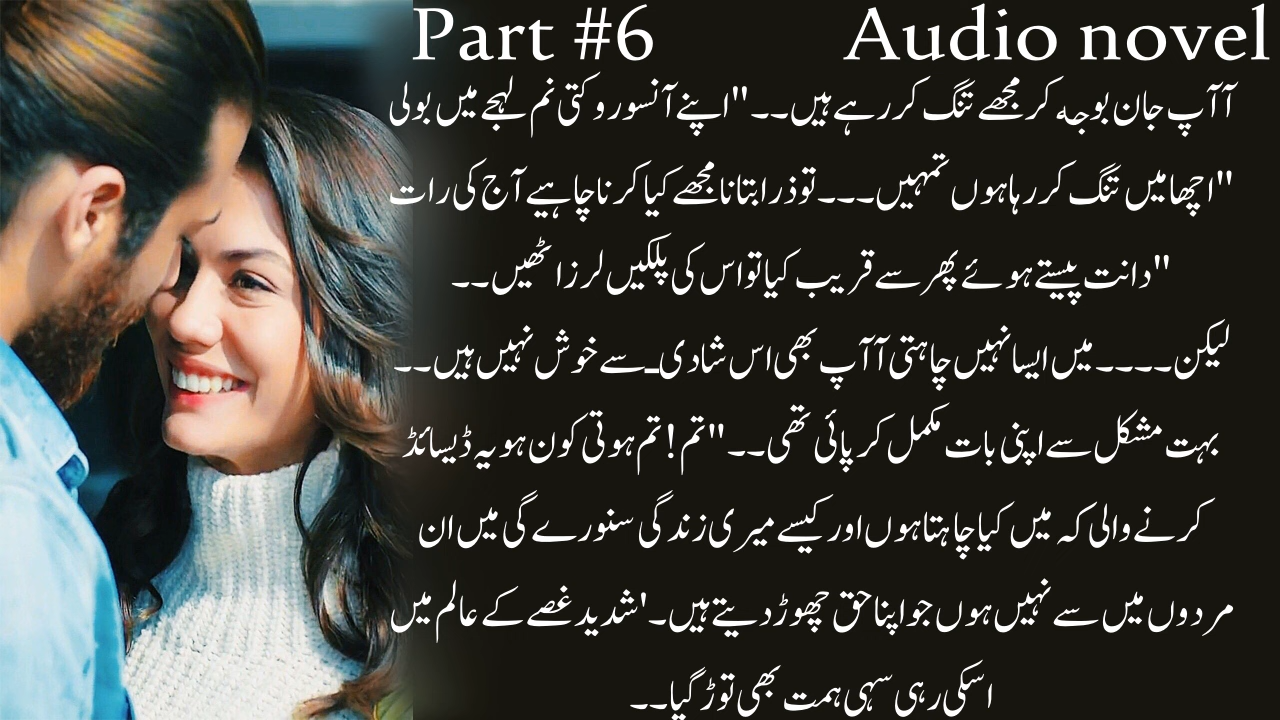 Part #6 Audio novel
آآپ جان بوجھ کر مجھے تنگ کر رہے ہیں۔۔"اپنے آنسو روکتی نم لہجے میں بولی
"اچھا میں تنگ کر رہا ہوں تمہیں۔۔۔تو ذرا بتانا مجھے کیا کرنا چاہیے آج کی رات
"دانت پیستے ہوئے پھر سے قریب کیا تو اس کی پلکیں لرز اٹھیں۔۔
لیکن۔۔۔۔میں ایسا نہیں چاہتی آآپ بھی اس شادی سے خوش نہیں ہیں۔۔
بہت مشکل سے اپنی بات مکمل کر پائی تھی۔۔"تم!تم ہوتی کون ہو یہ ڈیسائڈ
کرنے والی کہ میں کیا چاہتا ہوں اور کیسے میری زندگی سنورے گی میں ان
مردوں میں سے نہیں ہوں جو اپنا حق چھوڑ دیتے ہیں۔'شدید غصے کے عالم میں
اسکی رہی سہی ہمت بھی توڑ گیا۔۔